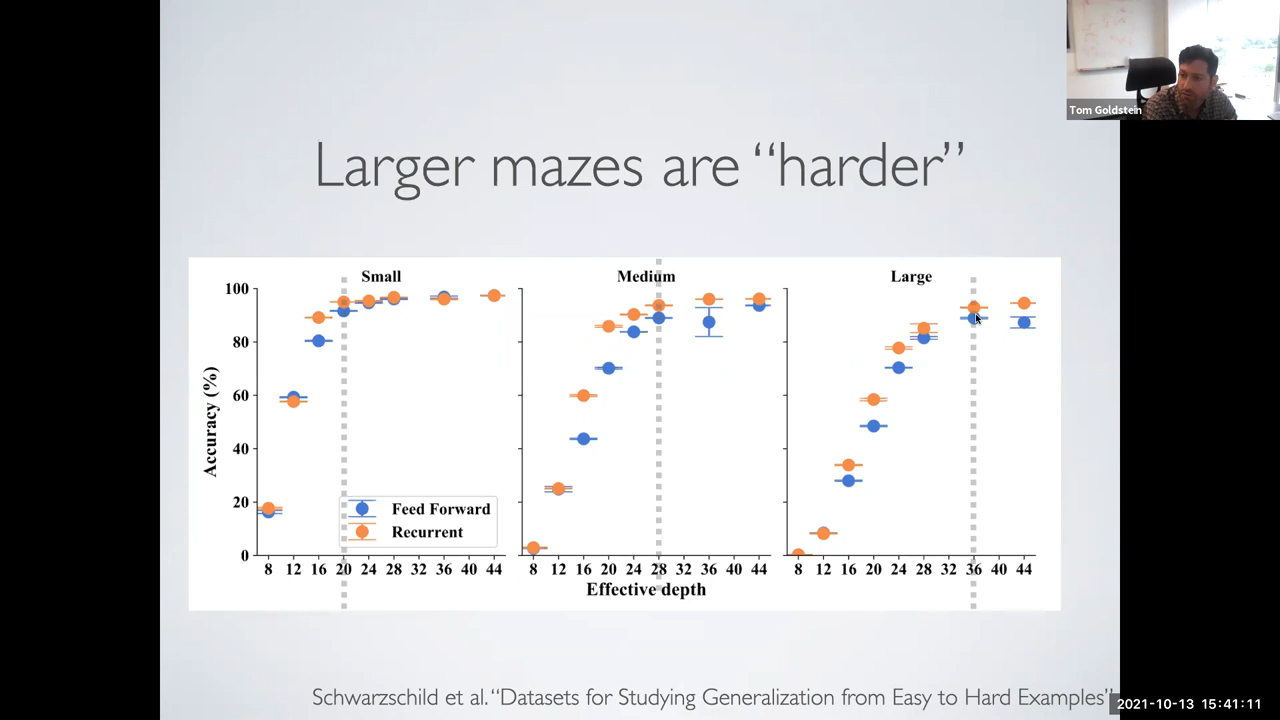 Tom Goldstein
Larger mazes are “harder”
Small
Medium
Large
100
80
60
40
20
0
Accuracy (%)
Feed Forward
Recurrent
8 12 16 20 24 28 32 36 40 44
8 12 16 20 24 28 32 36 40 44
8 12 16 20 24 28 32 36 40 44
Effective depth
Schwarzschild et al. “Datasets for Studying Generalization from Easy to Hard Examples”
2021-10-13 15:41:11